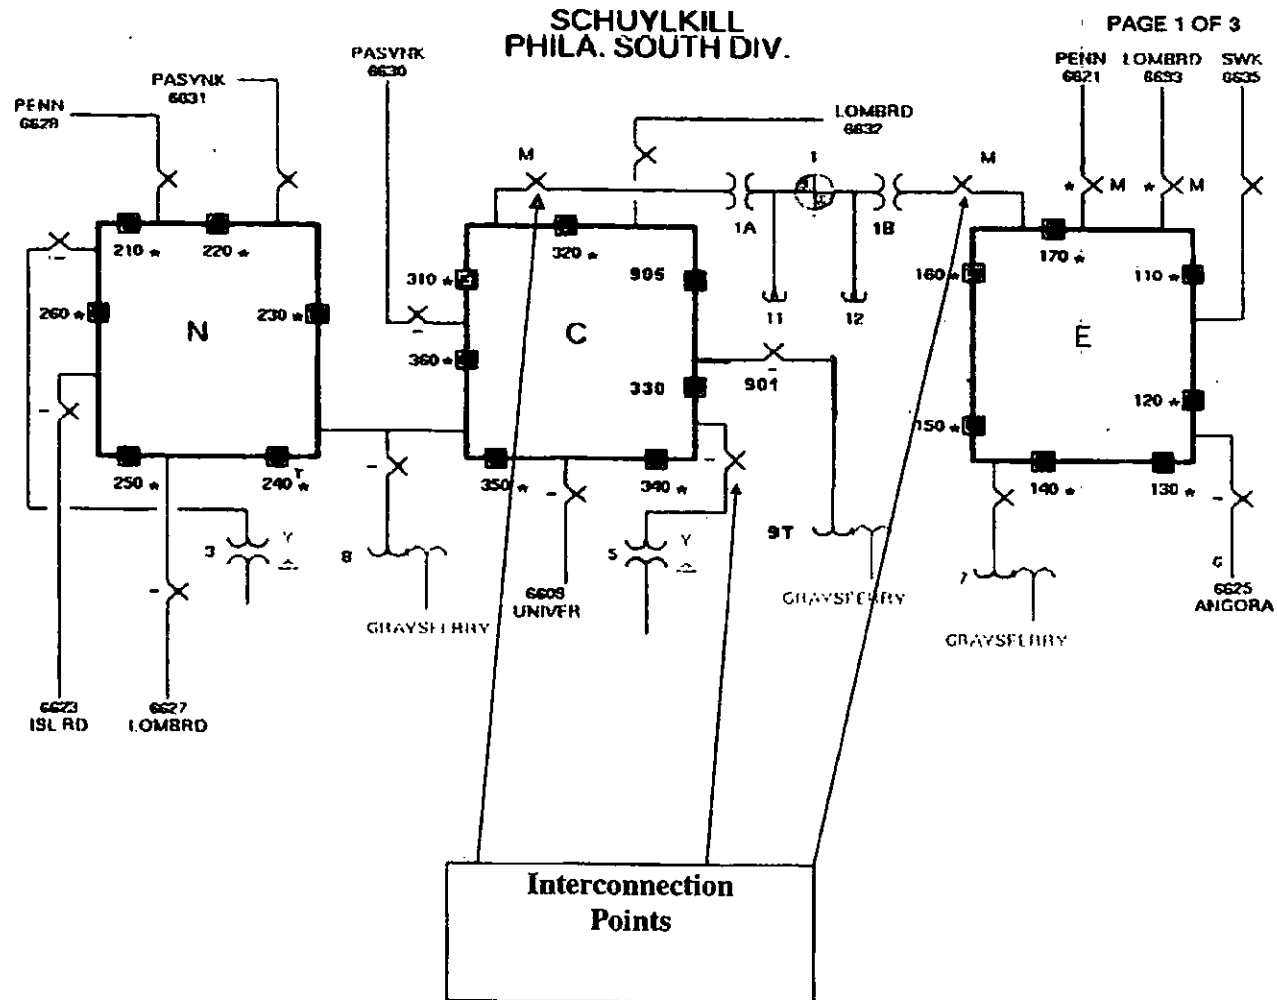 SCHUYLKILL
PHILA. SOUTH DIV.
PAGE 1 OF 3
PENN
6628
PASYNK
6631
PASYNK
6630
LOMBRD
6632
PENN
6621
LOMBRD
6693
SWK
6635
M
1
M
* M
* M
1A
1B
11
12
210 *
220 *
260 *
N
230 *
250 *
240 *
T
310 *
320 *
905
360 *
C
330
901
350 *
340 *
160 *
170 *
110 *
E
120 *
150 *
140 *
130 *
3
Y
8
GRAYSFERRY
6609
UNIVER
5
Y
9T
GRAYSFERRY
7
GRAYSFERRY
6625
ANGORA
6623
ISL RD
6627
LOMBRD
Interconnection
Points